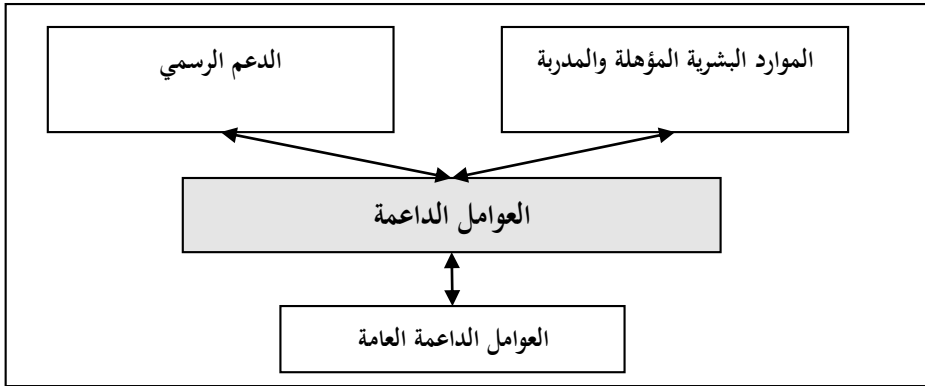 الموارد البشرية المؤهلة والمدربة
الدعم الرسمي
العوامل الداعمة
العوامل الداعمة العامة